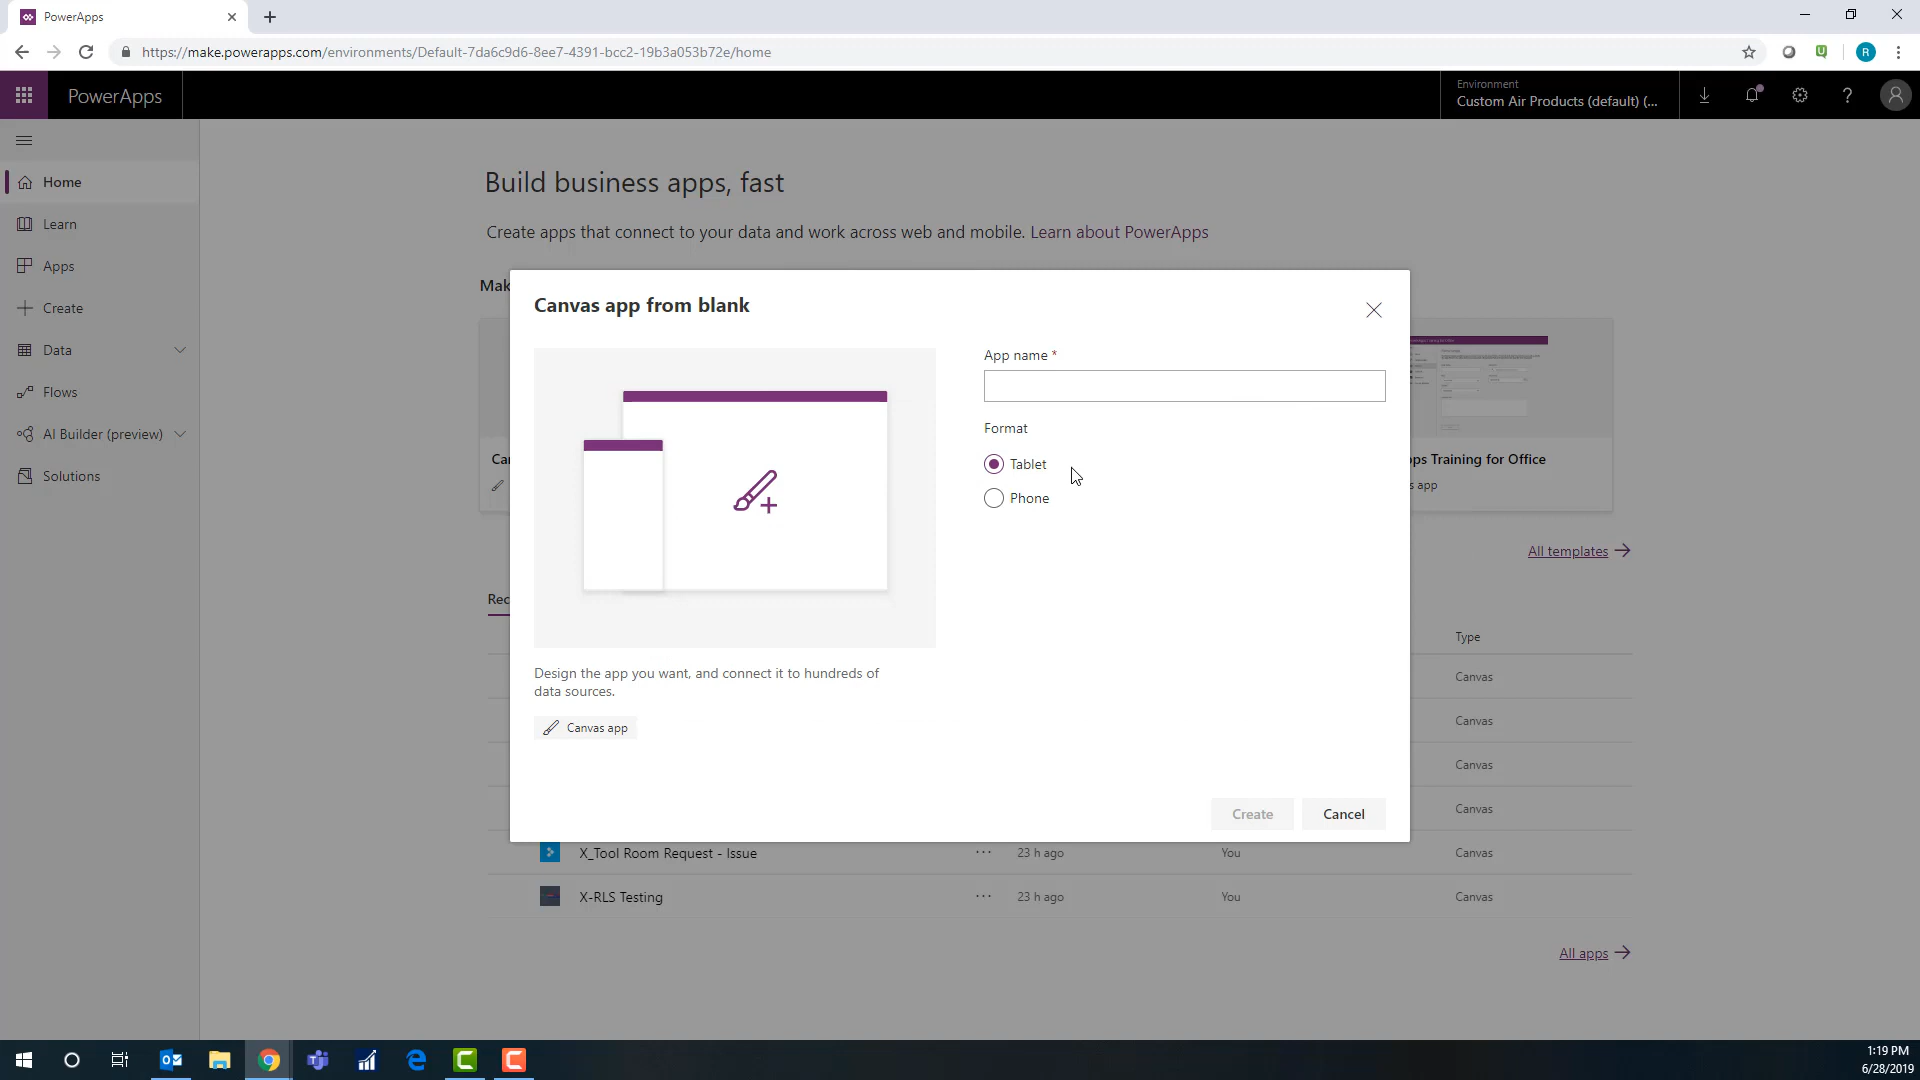 PowerApps
https://make.powerapps.com/environments/Default-7da6c9d6-8ee7-4391-bcc2-19b3a053b72e/home
R
PowerApps
Environment
Custom Air Products (default) (...
Home
Learn
Apps
Create
Data
Flows
AI Builder (preview)
Solutions
Build business apps, fast
Create apps that connect to your data and work across web and mobile. Learn about PowerApps
Mak
Canvas app from blank
App name *
Format
Tablet
Phone
Design the app you want, and connect it to hundreds of
data sources.
Canvas app
Create
Cancel
Ca
ps Training for Office
s app
All templates
Rec
Type
Canvas
Canvas
Canvas
Canvas
X_Tool Room Request - Issue
23 h ago
You
Canvas
X-RLS Testing
23 h ago
You
Canvas
All apps
1:19 PM
6/28/2019